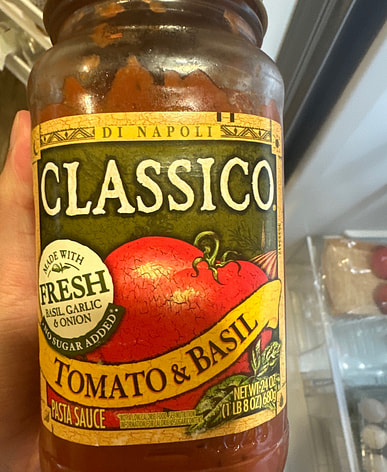 DI NAPOLI
CLASSICO.
MADE WITH
FRESH
BASIL, GARLIC
& ONION
NO SUGAR ADDED
TOMATO & BASIL
PASTA SAUCE
NET WT 24 OZ
(1 LB 8 OZ) 680g